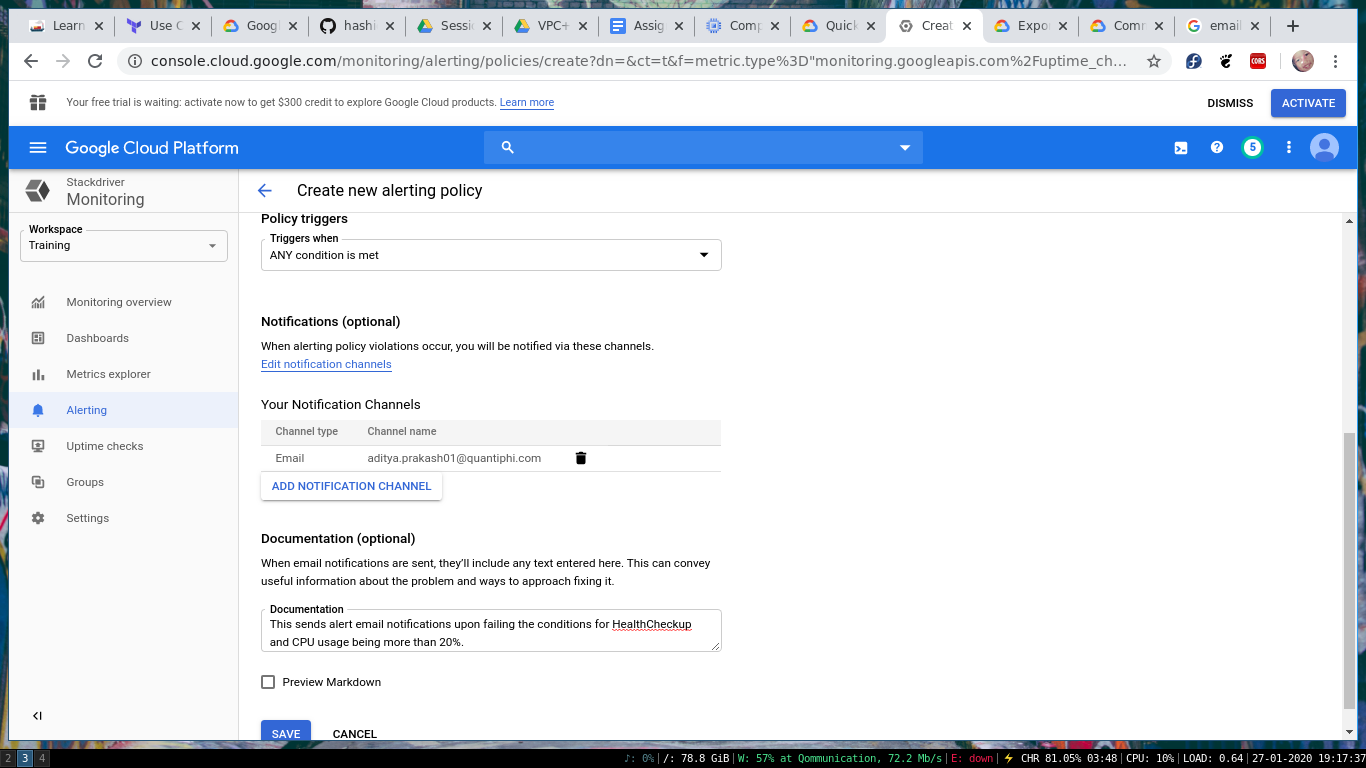 Learn
Use C
Googl
hashi
Sessi
VPC+
Assig
Comp
Quick
Creat
Expo
Comm
email
console.cloud.google.com/monitoring/alerting/policies/create?dn=&ct=t&f=metric.type%3D"monitoring.googleapis.com%2Fuptime_ch...
CORS
Your free trial is waiting: activate now to get $300 credit to explore Google Cloud products. Learn more
DISMISS
ACTIVATE
Google Cloud Platform
5
Stackdriver
Monitoring
Create new alerting policy
Workspace
Training
Monitoring overview
Dashboards
Metrics explorer
Alerting
Uptime checks
Groups
Settings
Policy triggers
Triggers when
ANY condition is met
Notifications (optional)
When alerting policy violations occur, you will be notified via these channels.
Edit notification channels
Your Notification Channels
Channel type Channel name
Email aditya.prakash01@quantiphi.com
ADD NOTIFICATION CHANNEL
Documentation (optional)
When email notifications are sent, they'll include any text entered here. This can convey
useful information about the problem and ways to approach fixing it.
Documentation
This sends alert email notifications upon failing the conditions for HealthCheckup
and CPU usage being more than 20%.
Preview Markdown
SAVE CANCEL
2 3 4
♪: 0%|/: 78.8 GiB|W: 57% at Qommunication, 72.2 Mb/s|E: down|⚡ CHR 81.05% 03:48|CPU: 10%|LOAD: 0.64|27-01-2020 19:17:37